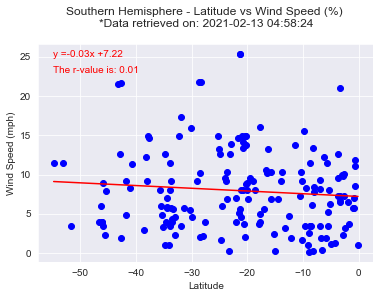 Southern Hemisphere - Latitude vs Wind Speed (%)
*Data retrieved on: 2021-02-13 04:58:24
y =-0.03x +7.22
The r-value is: 0.01
25
20
15
10
5
0
Wind Speed (mph)
−50
−40
−30
−20
−10
0
Latitude